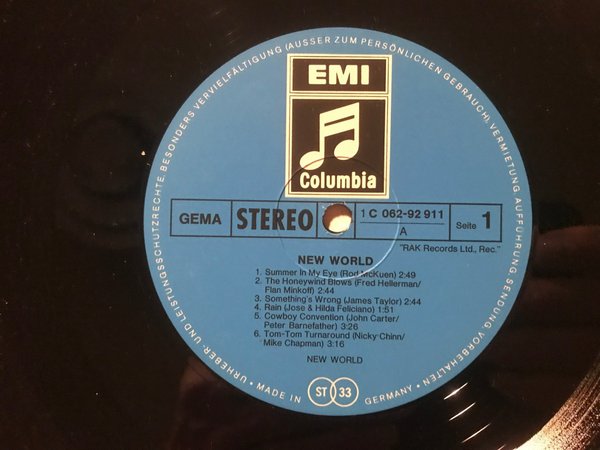 URHEBER- UND LEISTUNGSSCHUTZRECHTE, BESONDERS VERVIELFÄLTIGUNG (AUSSER ZUM PERSÖNLICHEN GEBRAUCH), VERMIETUNG, AUFFÜHRUNG, SENDUNG VORBEHALTEN
EMI
Columbia
GEMA STEREO 1 C 062-92 911 Seite 1
A
"RAK Records Ltd., Rec."
NEW WORLD
1. Summer In My Eye (Rod McKuen) 2:49
2. The Honeywind Blows (Fred Hellerman/
Flan Minkoff) 2:44
3. Something's Wrong (James Taylor) 2:44
4. Rain (Jose & Hilda Feliciano) 1:51
5. Cowboy Convention (John Carter/
Peter Barnefather) 3:26
6. Tom-Tom Turnaround (Nicky Chinn/
Mike Chapman) 3:16
NEW WORLD
• MADE IN ST 33 GERMANY •